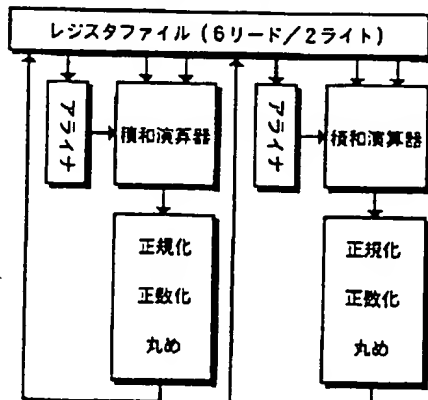 レジスタファイル（6リード／2ライト）
アライナ
積和演算器
アライナ
積和演算器
正規化
正数化
丸め
正規化
正数化
丸め